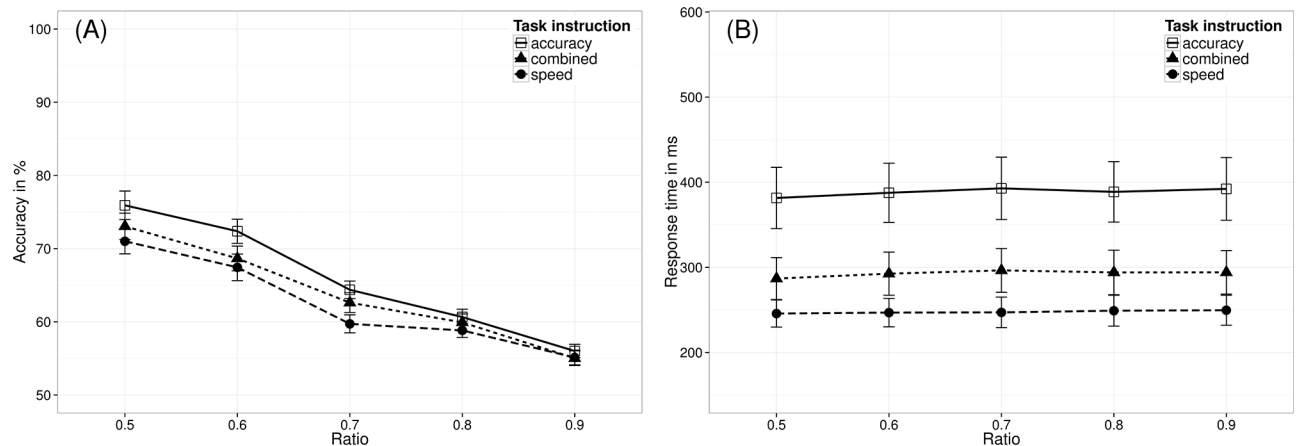 (A)
Task instruction
accuracy
combined
speed
100
90
80
70
60
50
Accuracy in %
0.5 0.6 0.7 0.8 0.9
Ratio
(B)
Task instruction
accuracy
combined
speed
600
500
400
300
200
Response time in ms
0.5 0.6 0.7 0.8 0.9
Ratio